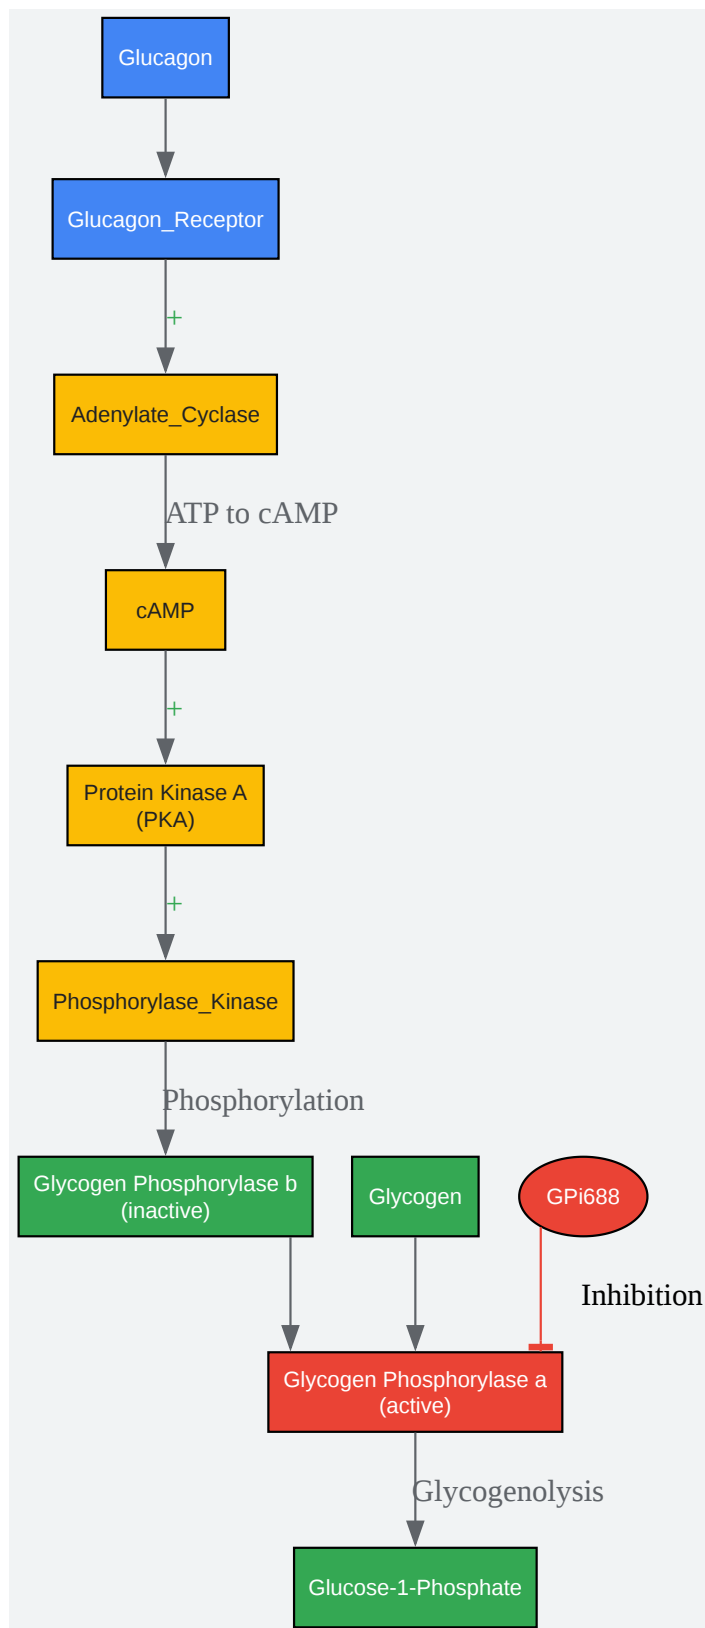 Glucagon
Glucagon_Receptor
+
Adenylate_Cyclase
ATP to cAMP
cAMP
+
Protein Kinase A
(PKA)
+
Phosphorylase_Kinase
Phosphorylation
Glycogen Phosphorylase b
(inactive)
Glycogen
GPi688
Inhibition
Glycogen Phosphorylase a
(active)
Glycogenolysis
Glucose-1-Phosphate